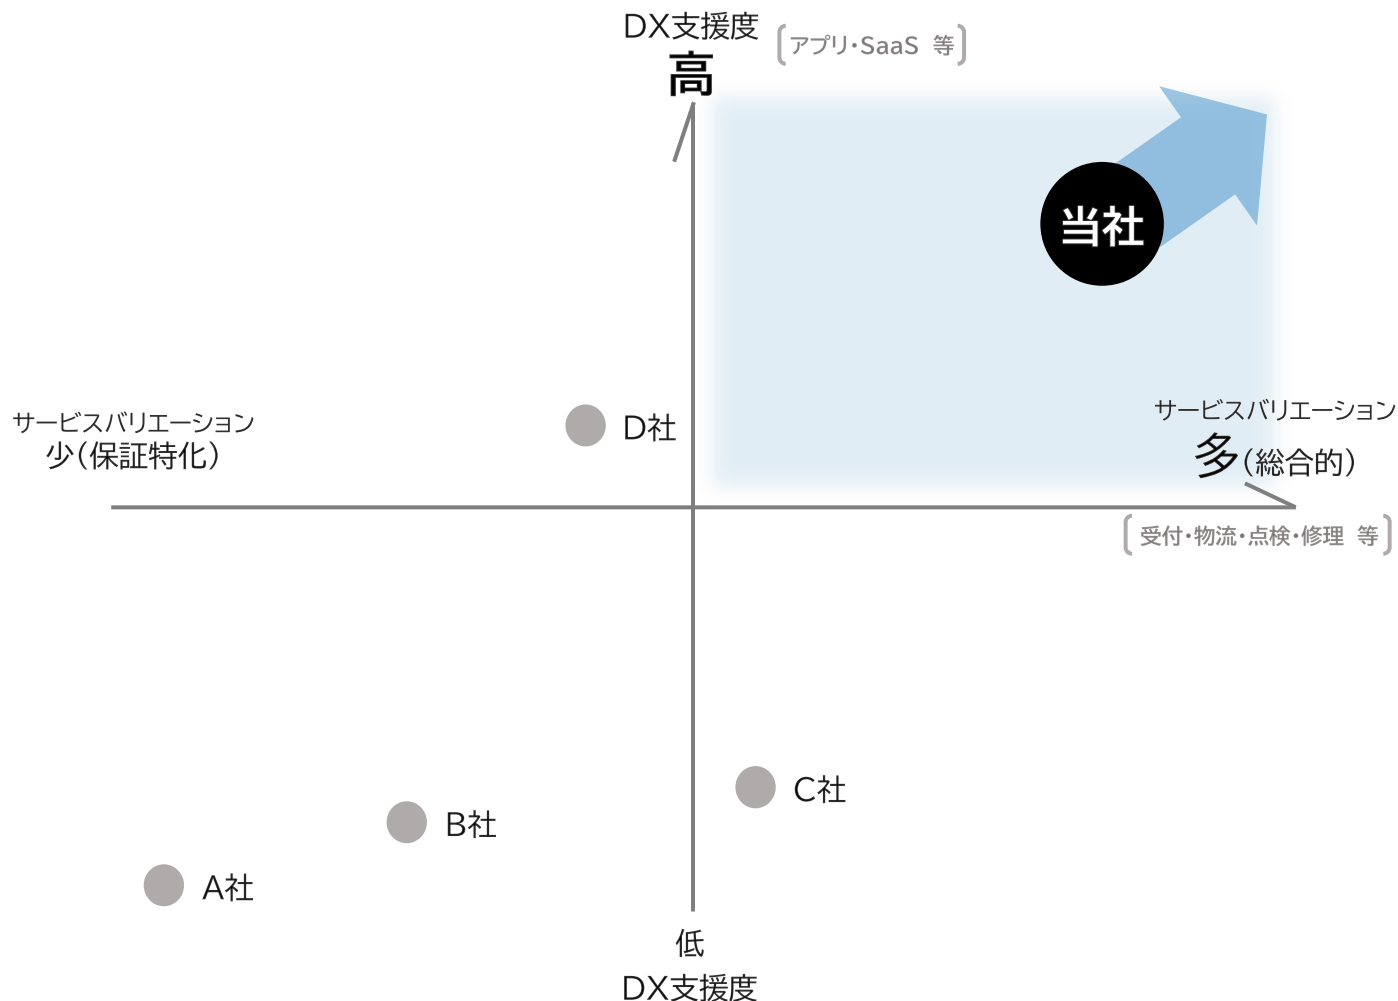 DX支援度
高
アプリ・SaaS 等
当社
サービスバリエーション
少(保証特化)
D社
サービスバリエーション
多(総合的)
受付・物流・点検・修理 等
C社
B社
A社
低
DX支援度